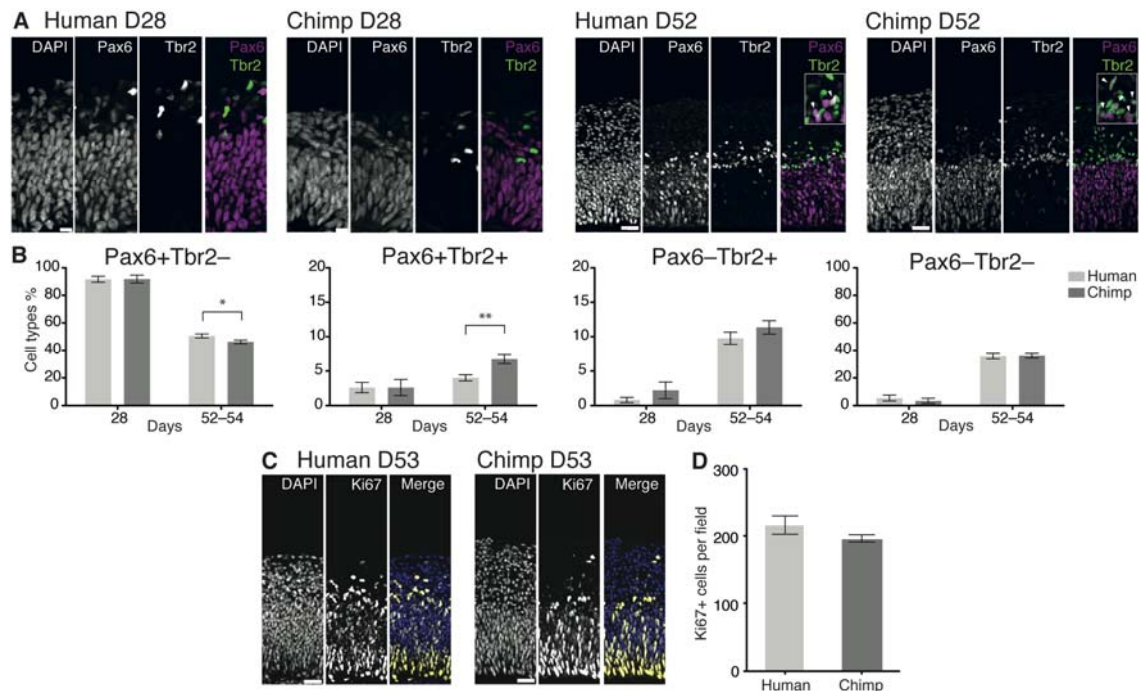 A Human D28 Chimp D28 Human D52 Chimp D52
DAPI Pax6 Tbr2 Pax6
Tbr2
DAPI Pax6 Tbr2 Pax6
Tbr2
DAPI Pax6 Tbr2 Pax6
Tbr2
DAPI Pax6 Tbr2 Pax6
Tbr2
B
Pax6+Tbr2–
Cell types %
100
80
60
40
20
0
*
28 52–54
Days
Pax6+Tbr2+
20
15
10
5
0
**
28 52–54
Days
Pax6–Tbr2+
20
15
10
5
0
28 52–54
Days
Pax6–Tbr2–
100
80
60
40
20
0
28 52–54
Days
Human
Chimp
C Human D53 Chimp D53
DAPI Ki67 Merge
DAPI Ki67 Merge
D
Ki67+ cells per field
300
200
100
0
Human Chimp